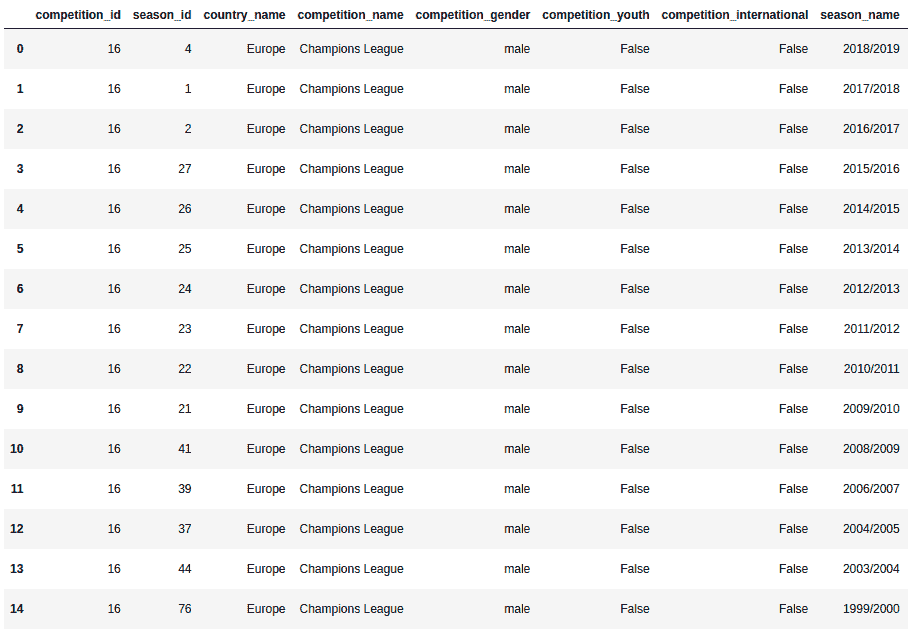 competition_id season_id country_name competition_name competition_gender competition_youth competition_international season_name
0 16 4 Europe Champions League male False False 2018/2019
1 16 1 Europe Champions League male False False 2017/2018
2 16 2 Europe Champions League male False False 2016/2017
3 16 27 Europe Champions League male False False 2015/2016
4 16 26 Europe Champions League male False False 2014/2015
5 16 25 Europe Champions League male False False 2013/2014
6 16 24 Europe Champions League male False False 2012/2013
7 16 23 Europe Champions League male False False 2011/2012
8 16 22 Europe Champions League male False False 2010/2011
9 16 21 Europe Champions League male False False 2009/2010
10 16 41 Europe Champions League male False False 2008/2009
11 16 39 Europe Champions League male False False 2006/2007
12 16 37 Europe Champions League male False False 2004/2005
13 16 44 Europe Champions League male False False 2003/2004
14 16 76 Europe Champions League male False False 1999/2000